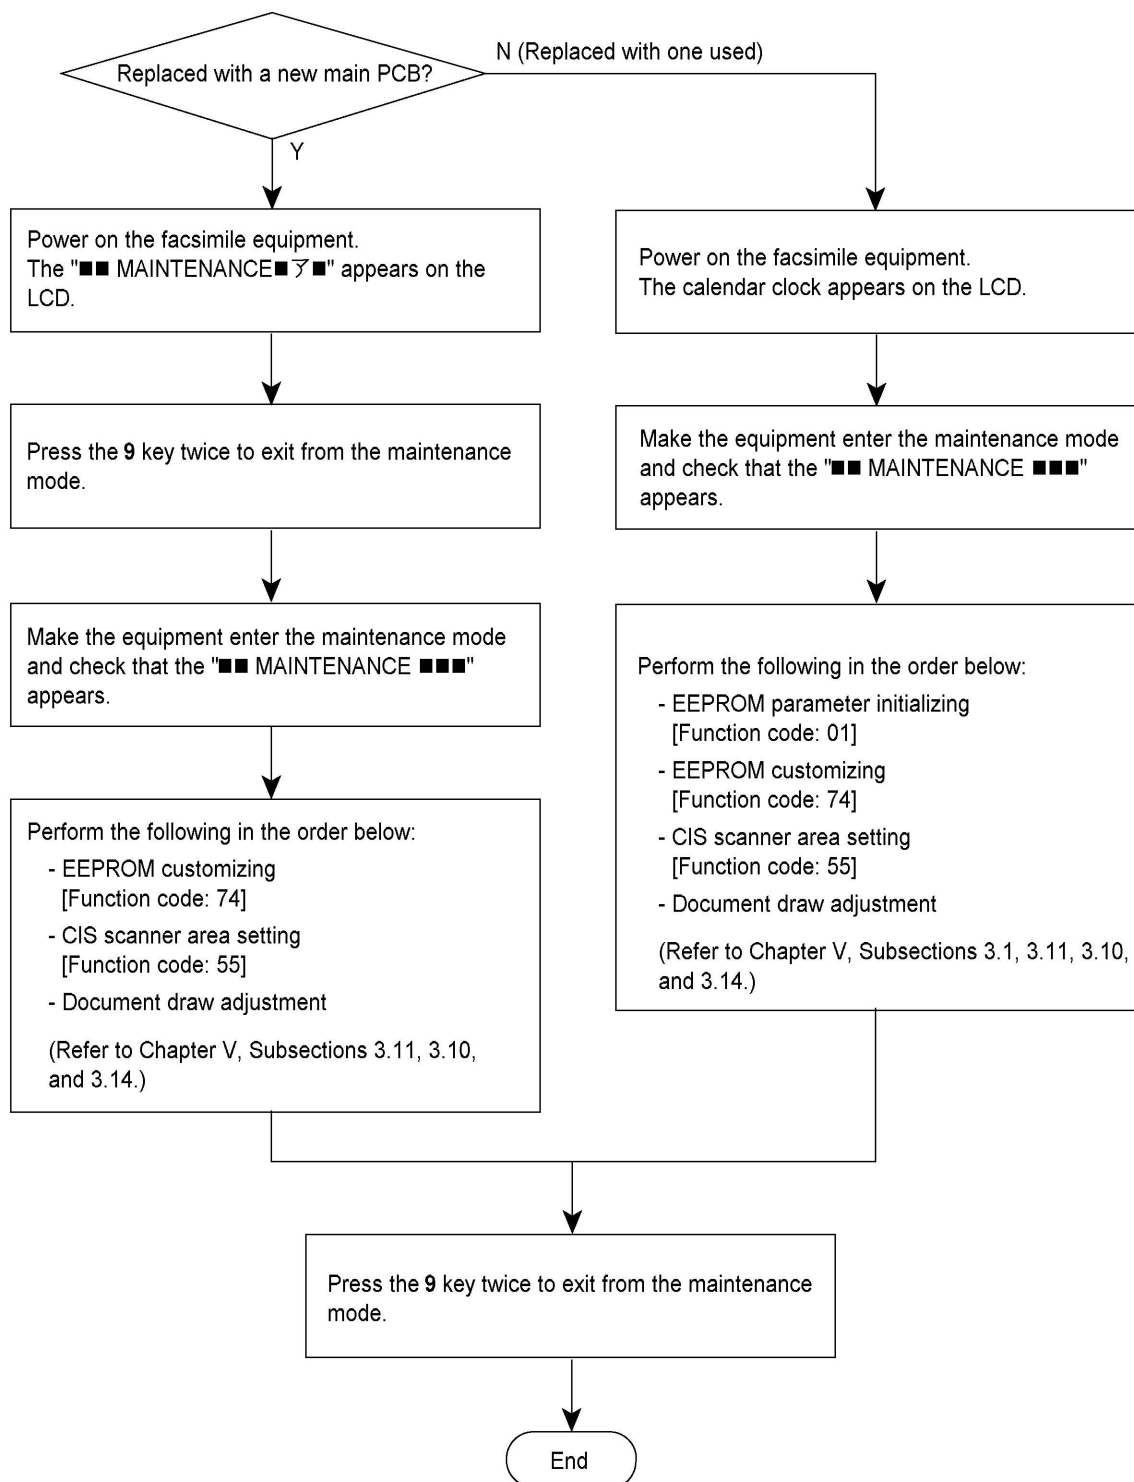 Replaced with a new main PCB?
N (Replaced with one used)
Y
Power on the facsimile equipment.
The "■■ MAINTENANCE■ア■" appears on the
LCD.
Press the 9 key twice to exit from the maintenance
mode.
Make the equipment enter the maintenance mode
and check that the "■■ MAINTENANCE ■■■"
appears.
Perform the following in the order below:
- EEPROM customizing
[Function code: 74]
- CIS scanner area setting
[Function code: 55]
- Document draw adjustment
(Refer to Chapter V, Subsections 3.11, 3.10,
and 3.14.)
Power on the facsimile equipment.
The calendar clock appears on the LCD.
Make the equipment enter the maintenance mode
and check that the "■■ MAINTENANCE ■■■"
appears.
Perform the following in the order below:
- EEPROM parameter initializing
[Function code: 01]
- EEPROM customizing
[Function code: 74]
- CIS scanner area setting
[Function code: 55]
- Document draw adjustment
(Refer to Chapter V, Subsections 3.1, 3.11, 3.10,
and 3.14.)
Press the 9 key twice to exit from the maintenance
mode.
End